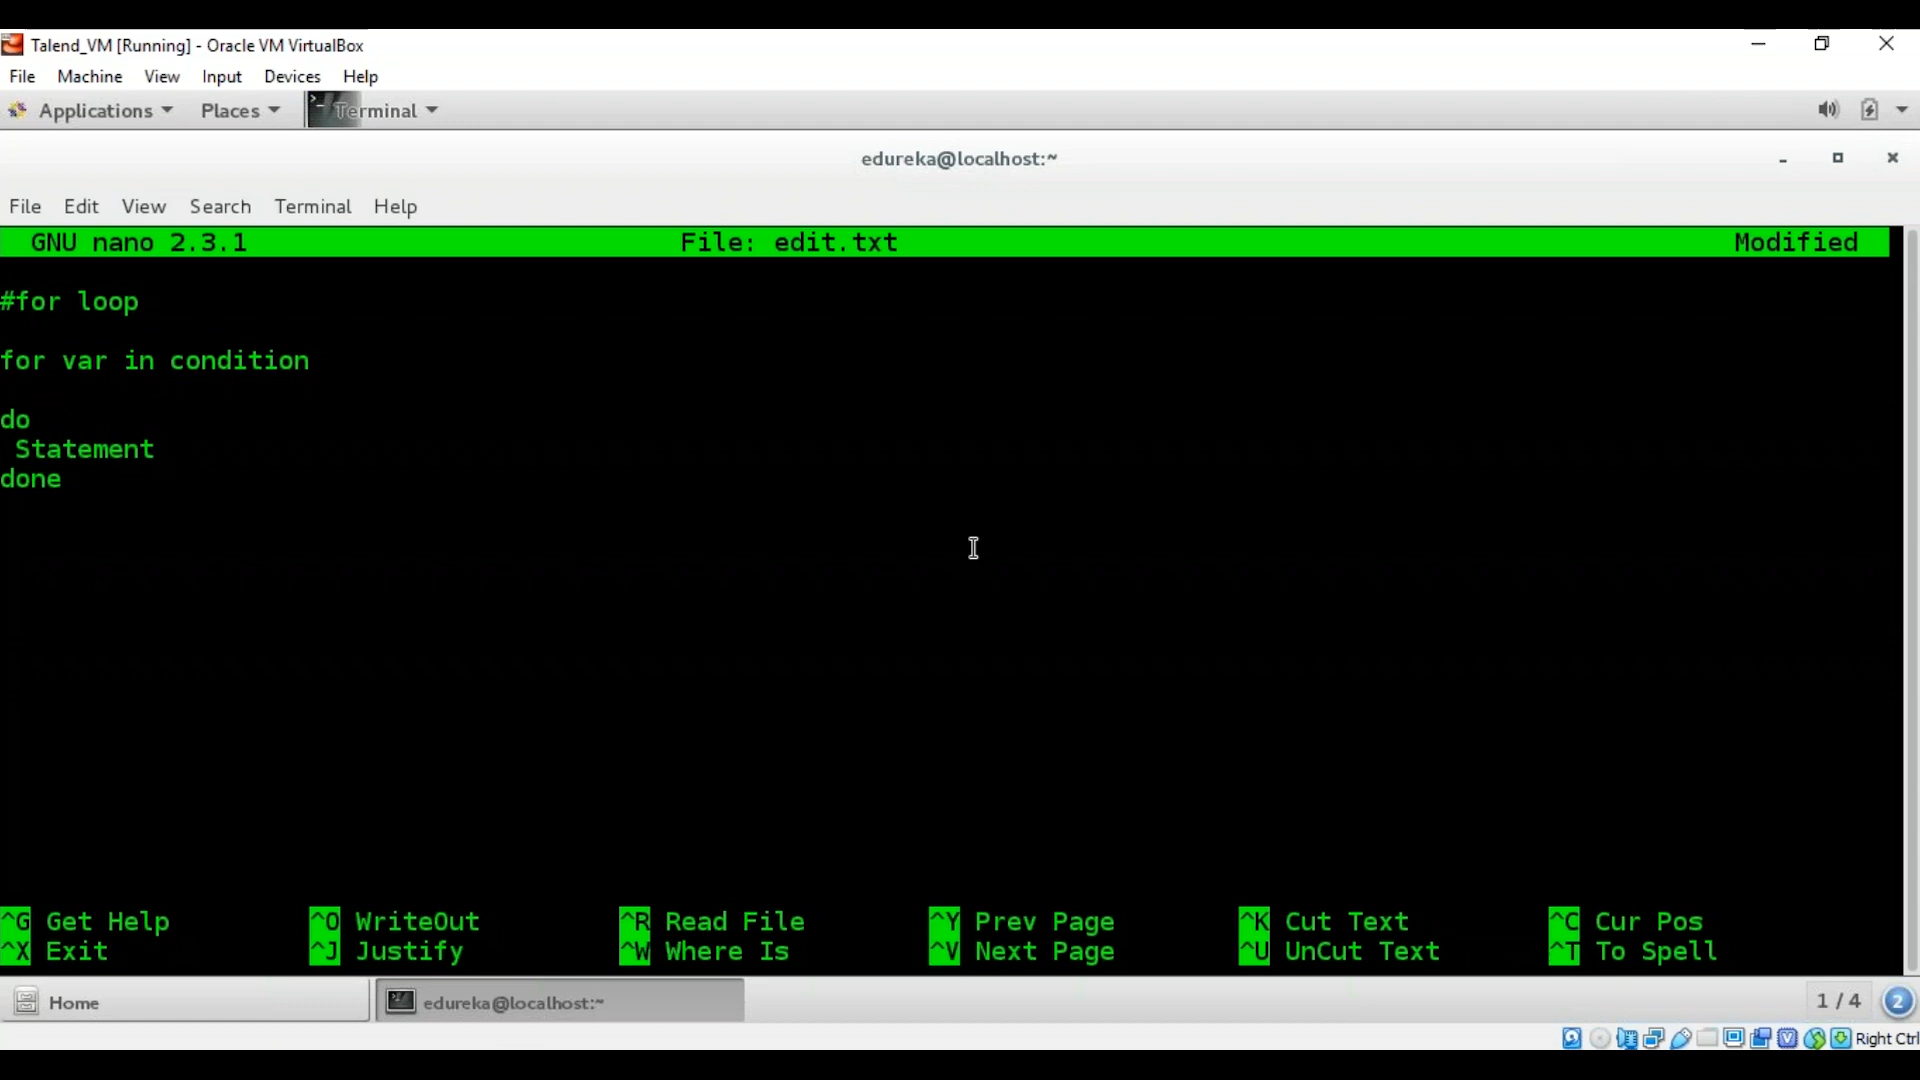 Talend_VM [Running] - Oracle VM VirtualBox
File Machine View Input Devices Help
Applications Places Terminal
edureka@localhost:~
File Edit View Search Terminal Help
GNU nano 2.3.1 File: edit.txt Modified
#for loop
for var in condition
do
Statement
done
^G Get Help ^O WriteOut ^R Read File ^Y Prev Page ^K Cut Text ^C Cur Pos
^X Exit ^J Justify ^W Where Is ^V Next Page ^U UnCut Text ^T To Spell
Home edureka@localhost:~ 1 / 4 2
Right Ctrl